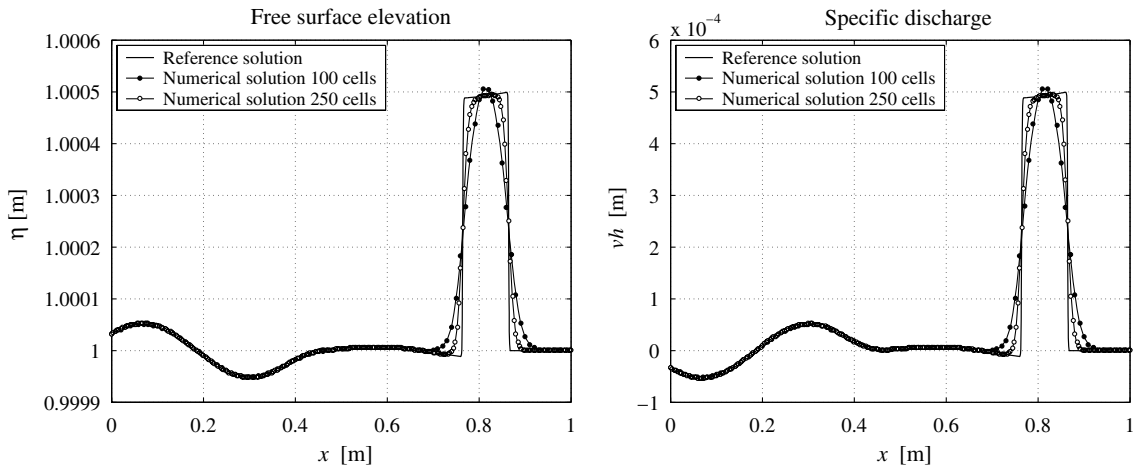 Free surface elevation
1.0006
1.0005
1.0004
1.0003
1.0002
1.0001
1
0.9999
η [m]
Reference solution
Numerical solution 100 cells
Numerical solution 250 cells
0 0.2 0.4 0.6 0.8 1
x [m]
Specific discharge
x 10−4
6
5
4
3
2
1
0
−1
vh [m]
Reference solution
Numerical solution 100 cells
Numerical solution 250 cells
0 0.2 0.4 0.6 0.8 1
x [m]